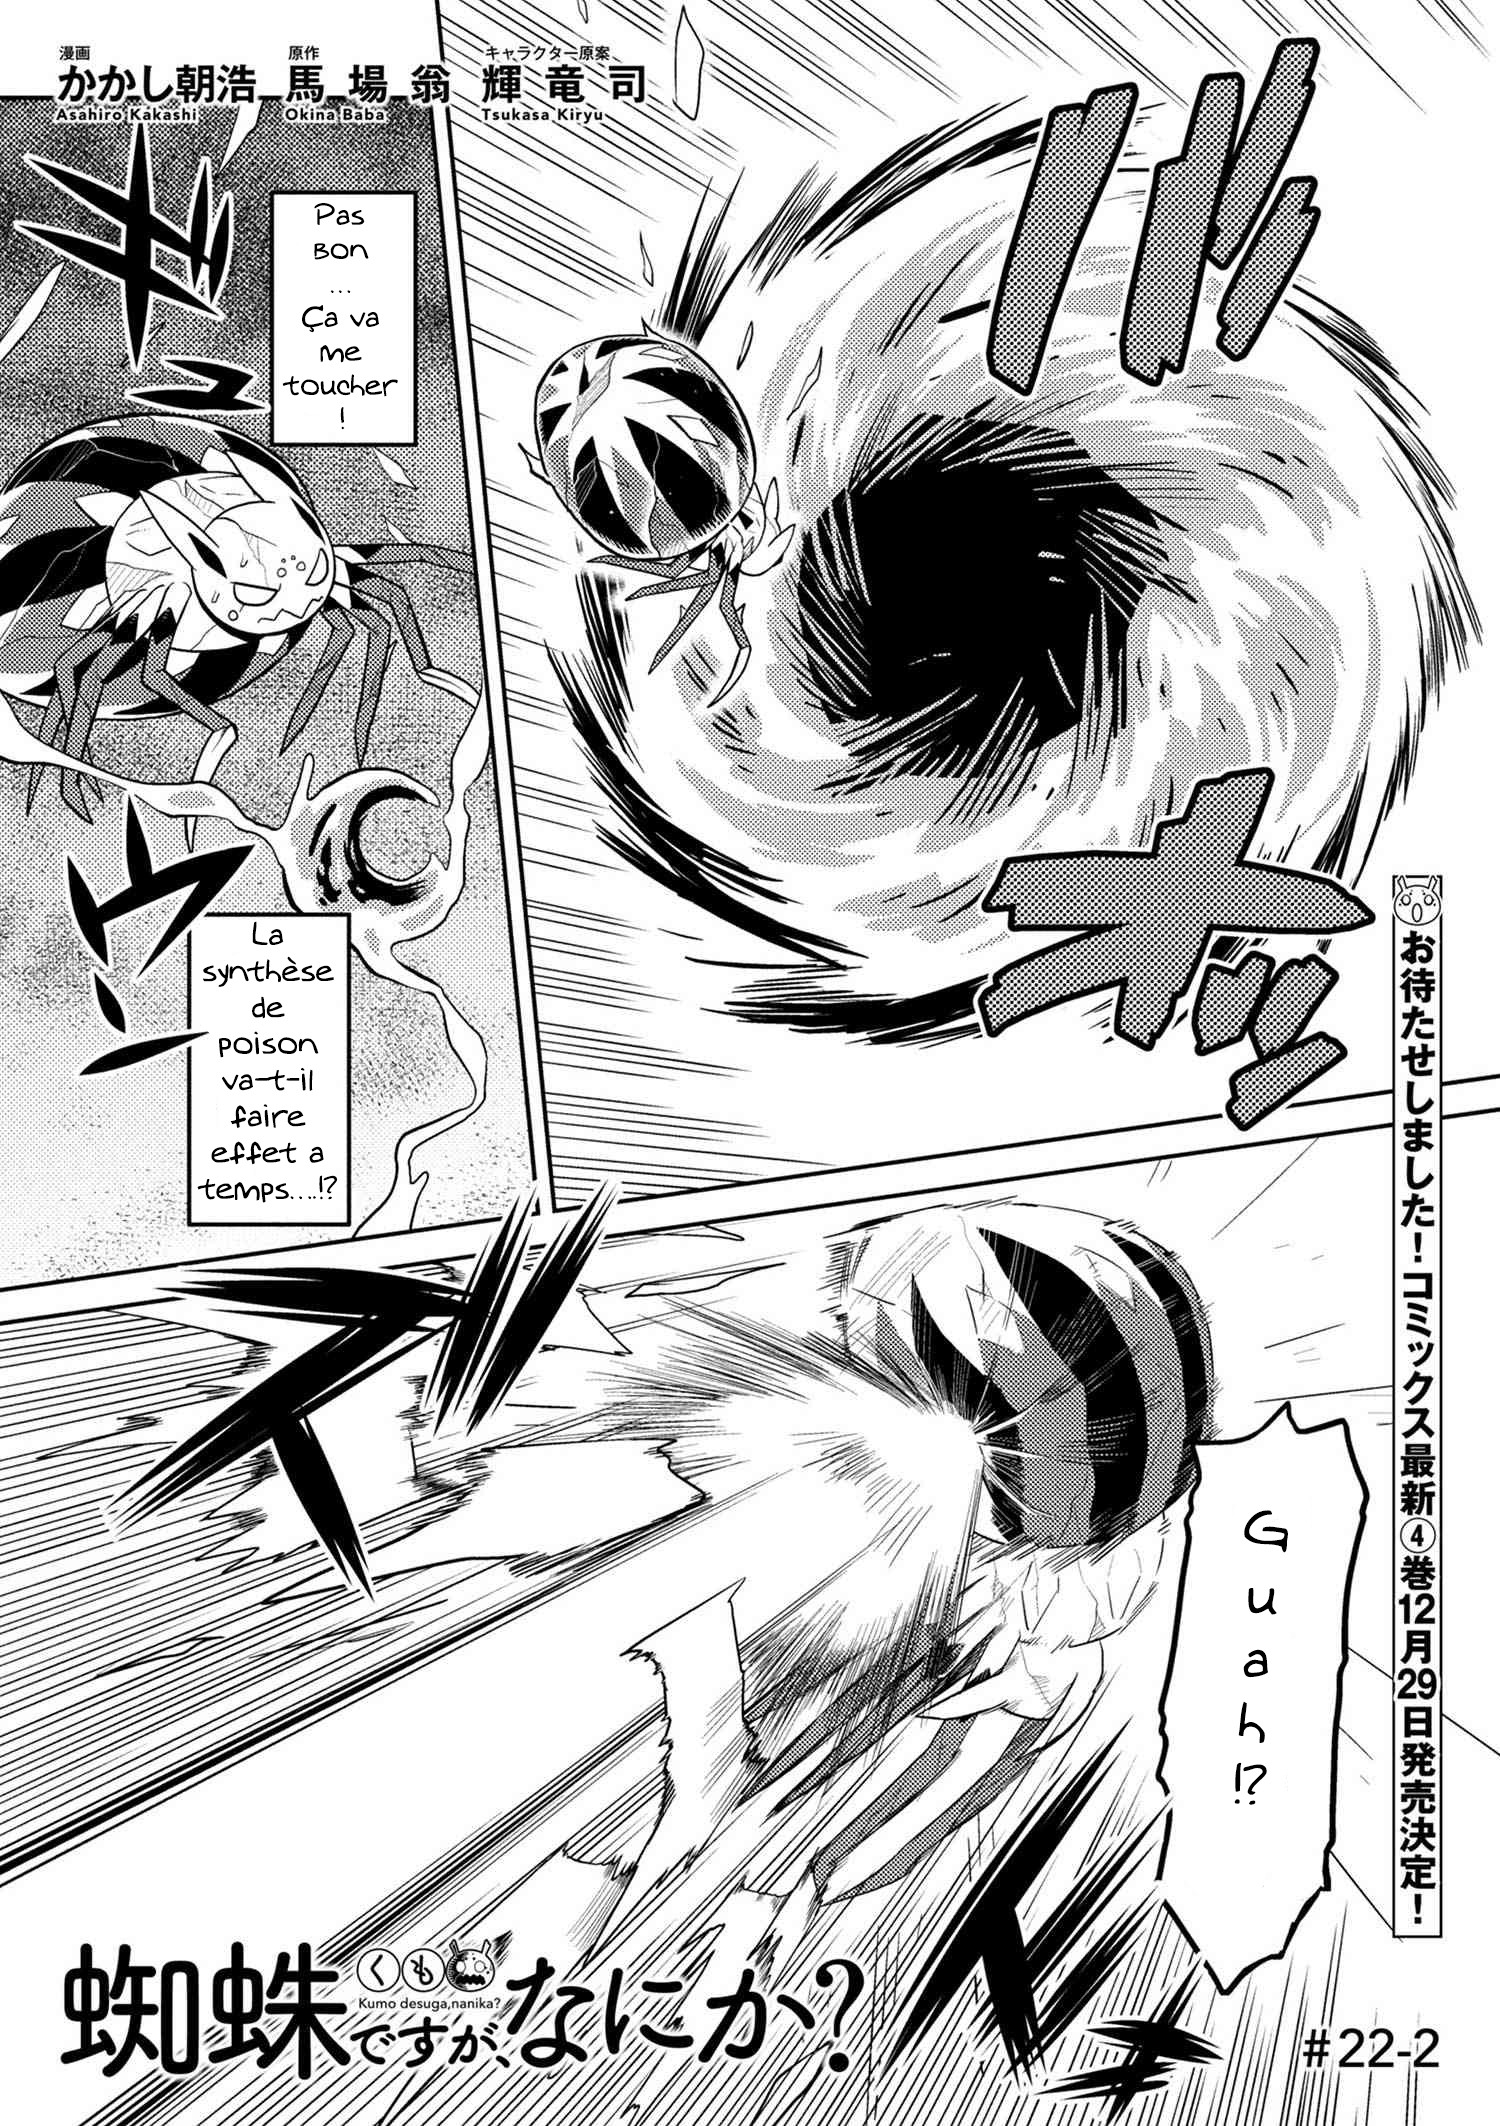 漫画
かかし朝浩
Asahiro Kakashi
原作
馬場翁
Okina Baba
キャラクター原案
輝竜司
Tsukasa Kiryu
Pas
BON
...
Ça va
me
toucher
!
La
synthèse
de
poison
va-t-il
faire
effet a
temps...!?
お待たせしました！コミックス最新④巻12月29日発売決定！
G
u
a
h
!?
蜘蛛ですが、なにか？
くも
Kumo desuga,nanika?
#22-2